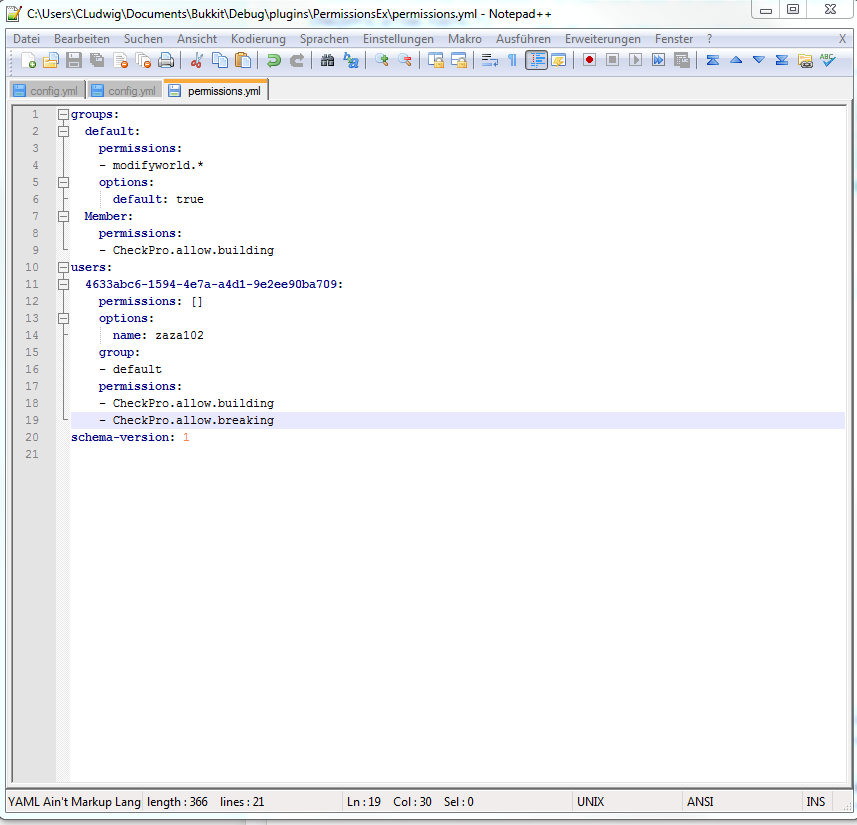 C:\Users\CLudwig\Documents\Bukkit\Debug\plugins\PermissionsEx\permissions.yml - Notepad++
Datei Bearbeiten Suchen Ansicht Kodierung Sprachen Einstellungen Makro Ausführen Erweiterungen Fenster ? X
config.yml config.yml permissions.yml
1 groups:
2   default:
3     permissions:
4     - modifyworld.*
5     options:
6       default: true
7   Member:
8     permissions:
9     - CheckPro.allow.building
10 users:
11   4633abc6-1594-4e7a-a4d1-9e2ee90ba709:
12     permissions: []
13     options:
14       name: zaza102
15     group:
16     - default
17     permissions:
18     - CheckPro.allow.building
19     - CheckPro.allow.breaking
20 schema-version: 1
21
YAML Ain't Markup Lang length : 366 lines : 21 Ln : 19 Col : 30 Sel : 0 UNIX ANSI INS